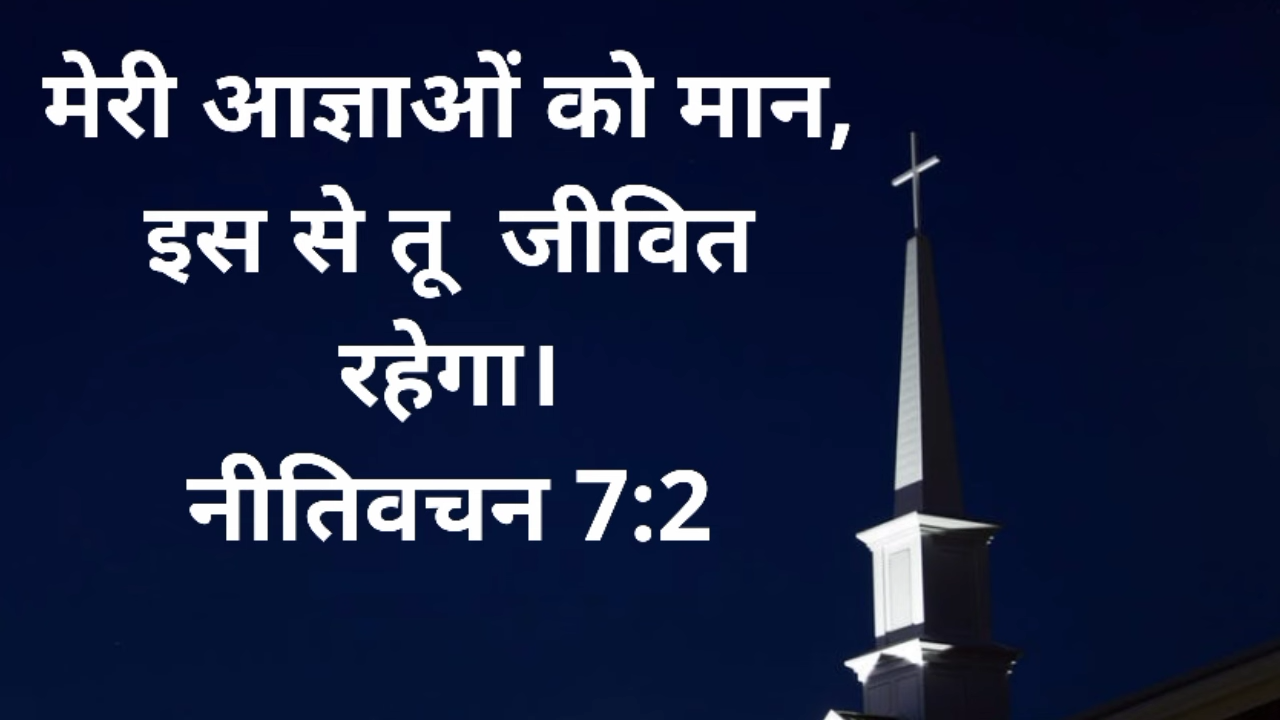 मेरी आज्ञाओं को मान,
इस से तू जीवित
रहेगा।
नीतिवचन 7:2